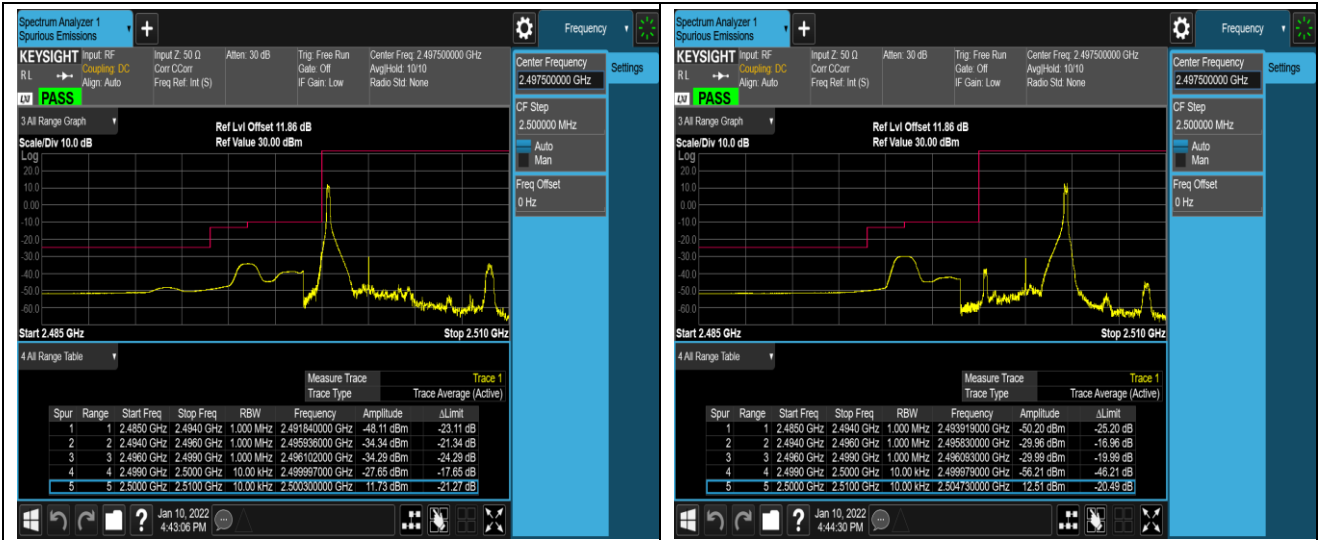 Spectrum Analyzer 1
Spurious Emissions
+
Frequency
KEYSIGHT Input: RF Input Z: 50 Ω Atten: 30 dB Trig: Free Run Center Freq: 2.497500000 GHz
Coupling: DC Corr CCorr Gate: Off Avg|Hold: 10/10
RL Align: Auto Freq Ref: Int (S) IF Gain: Low Radio Std: None
LXI PASS
Center Frequency
2.497500000 GHz
Settings
CF Step
2.500000 MHz
Auto
Man
Freq Offset
0 Hz
3 All Range Graph
Ref Lvl Offset 11.86 dB
Scale/Div 10.0 dB Ref Value 30.00 dBm
Log
20.0
10.0
0.00
-10.0
-20.0
-30.0
-40.0
-50.0
-60.0
Start 2.485 GHz Stop 2.510 GHz
4 All Range Table
Measure Trace Trace 1
Trace Type Trace Average (Active)
Spur Range Start Freq Stop Freq RBW Frequency Amplitude ΔLimit
1 1 2.4850 GHz 2.4940 GHz 1.000 MHz 2.491840000 GHz -48.11 dBm -23.11 dB
2 2 2.4940 GHz 2.4960 GHz 1.000 MHz 2.495936000 GHz -34.34 dBm -21.34 dB
3 3 2.4960 GHz 2.4990 GHz 1.000 MHz 2.496102000 GHz -34.29 dBm -24.29 dB
4 4 2.4990 GHz 2.5000 GHz 10.00 kHz 2.499997000 GHz -27.65 dBm -17.65 dB
5 5 2.5000 GHz 2.5100 GHz 10.00 kHz 2.500300000 GHz 11.73 dBm -21.27 dB
?
Jan 10, 2022
4:43:06 PM
Spectrum Analyzer 1
Spurious Emissions
+
Frequency
KEYSIGHT Input: RF Input Z: 50 Ω Atten: 30 dB Trig: Free Run Center Freq: 2.497500000 GHz
Coupling: DC Corr CCorr Gate: Off Avg|Hold: 10/10
RL Align: Auto Freq Ref: Int (S) IF Gain: Low Radio Std: None
LXI PASS
Center Frequency
2.497500000 GHz
Settings
CF Step
2.500000 MHz
Auto
Man
Freq Offset
0 Hz
3 All Range Graph
Ref Lvl Offset 11.86 dB
Scale/Div 10.0 dB Ref Value 30.00 dBm
Log
20.0
10.0
0.00
-10.0
-20.0
-30.0
-40.0
-50.0
-60.0
Start 2.485 GHz Stop 2.510 GHz
4 All Range Table
Measure Trace Trace 1
Trace Type Trace Average (Active)
Spur Range Start Freq Stop Freq RBW Frequency Amplitude ΔLimit
1 1 2.4850 GHz 2.4940 GHz 1.000 MHz 2.493919000 GHz -50.20 dBm -25.20 dB
2 2 2.4940 GHz 2.4960 GHz 1.000 MHz 2.495830000 GHz -29.96 dBm -16.96 dB
3 3 2.4960 GHz 2.4990 GHz 1.000 MHz 2.496093000 GHz -29.99 dBm -19.99 dB
4 4 2.4990 GHz 2.5000 GHz 10.00 kHz 2.499979000 GHz -56.21 dBm -46.21 dB
5 5 2.5000 GHz 2.5100 GHz 10.00 kHz 2.504730000 GHz 12.51 dBm -20.49 dB
?
Jan 10, 2022
4:44:30 PM